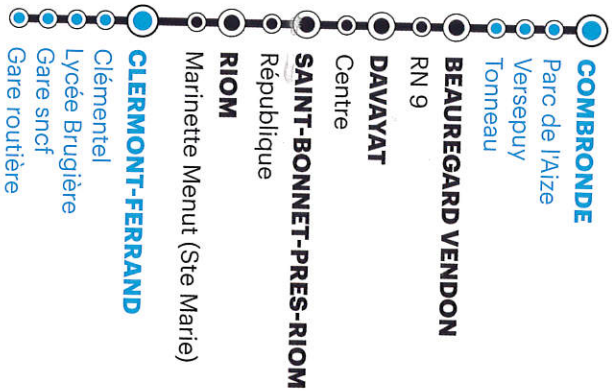 COMBRONDE
Parc de l'Aize
Versepuy
Tonneau
BEAUREGARD VENDON
RN 9
DAVAYAT
Centre
SAINT-BONNET-PRES-RIOM
République
RIOM
Marinette Menut (Ste Marie)
CLERMONT-FERRAND
Clémentel
Lycée Brugière
Gare sncf
Gare routière